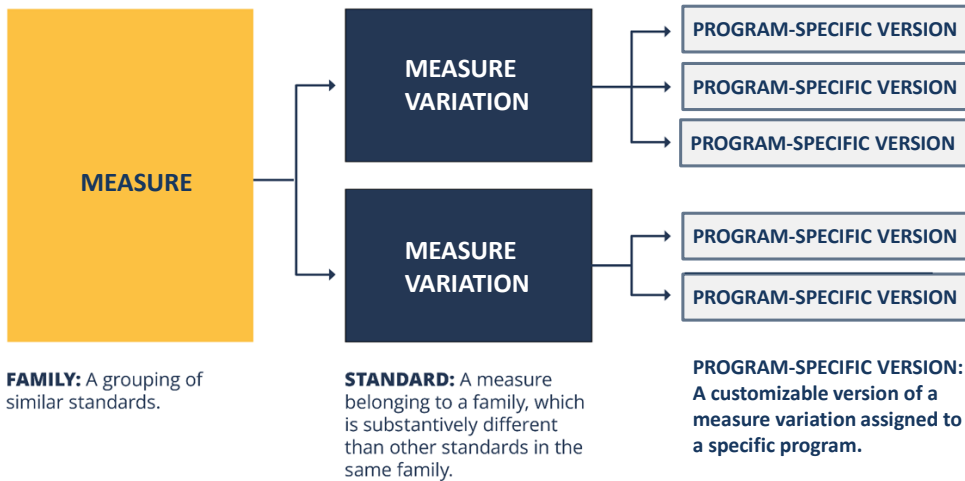 MEASURE
MEASURE
VARIATION
MEASURE
VARIATION
PROGRAM-SPECIFIC VERSION
PROGRAM-SPECIFIC VERSION
PROGRAM-SPECIFIC VERSION
PROGRAM-SPECIFIC VERSION
PROGRAM-SPECIFIC VERSION
FAMILY: A grouping of
similar standards.
STANDARD: A measure
belonging to a family, which
is substantively different
than other standards in the
same family.
PROGRAM-SPECIFIC VERSION:
A customizable version of a
measure variation assigned to
a specific program.